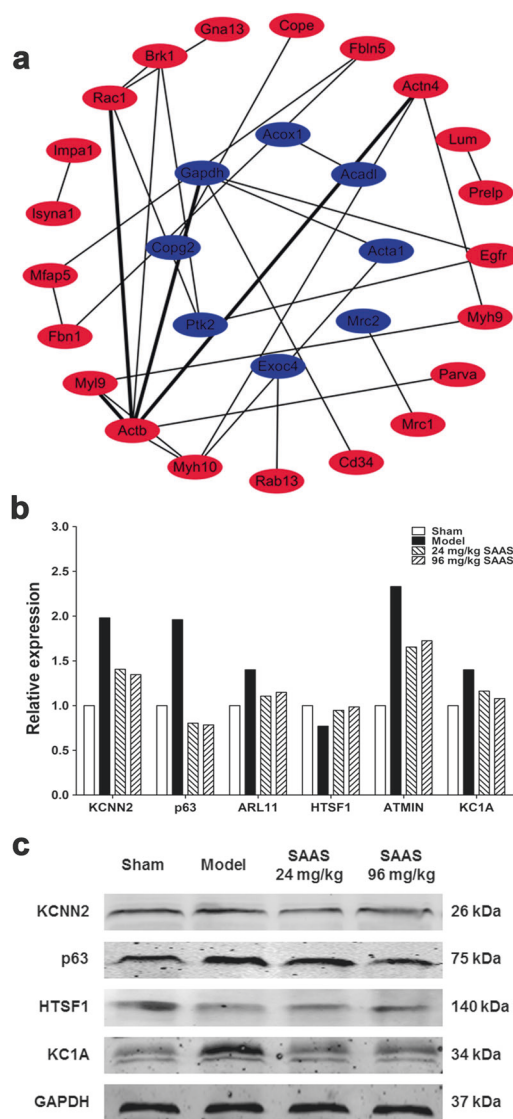 a
Gna13
Cope
Brk1
Fbln5
Rac1
Actn4
Acox1
Impa1
Lum
Gapdh
Acadl
Prelp
Isyna1
Copg2
Acta1
Egfr
Mfap5
Ptk2
Mrc2
Fbn1
Myh9
Exoc4
Myl9
Parva
Actb
Mrc1
Myh10
Cd34
Rab13
b
Sham
Model
24 mg/kg SAAS
96 mg/kg SAAS
Relative expression
3.0
2.5
2.0
1.5
1.0
0.5
0.0
KCNN2 p63 ARL11 HTSF1 ATMIN KC1A
c
Sham Model SAAS 24 mg/kg SAAS 96 mg/kg
KCNN2 26 kDa
p63 75 kDa
HTSF1 140 kDa
KC1A 34 kDa
GAPDH 37 kDa